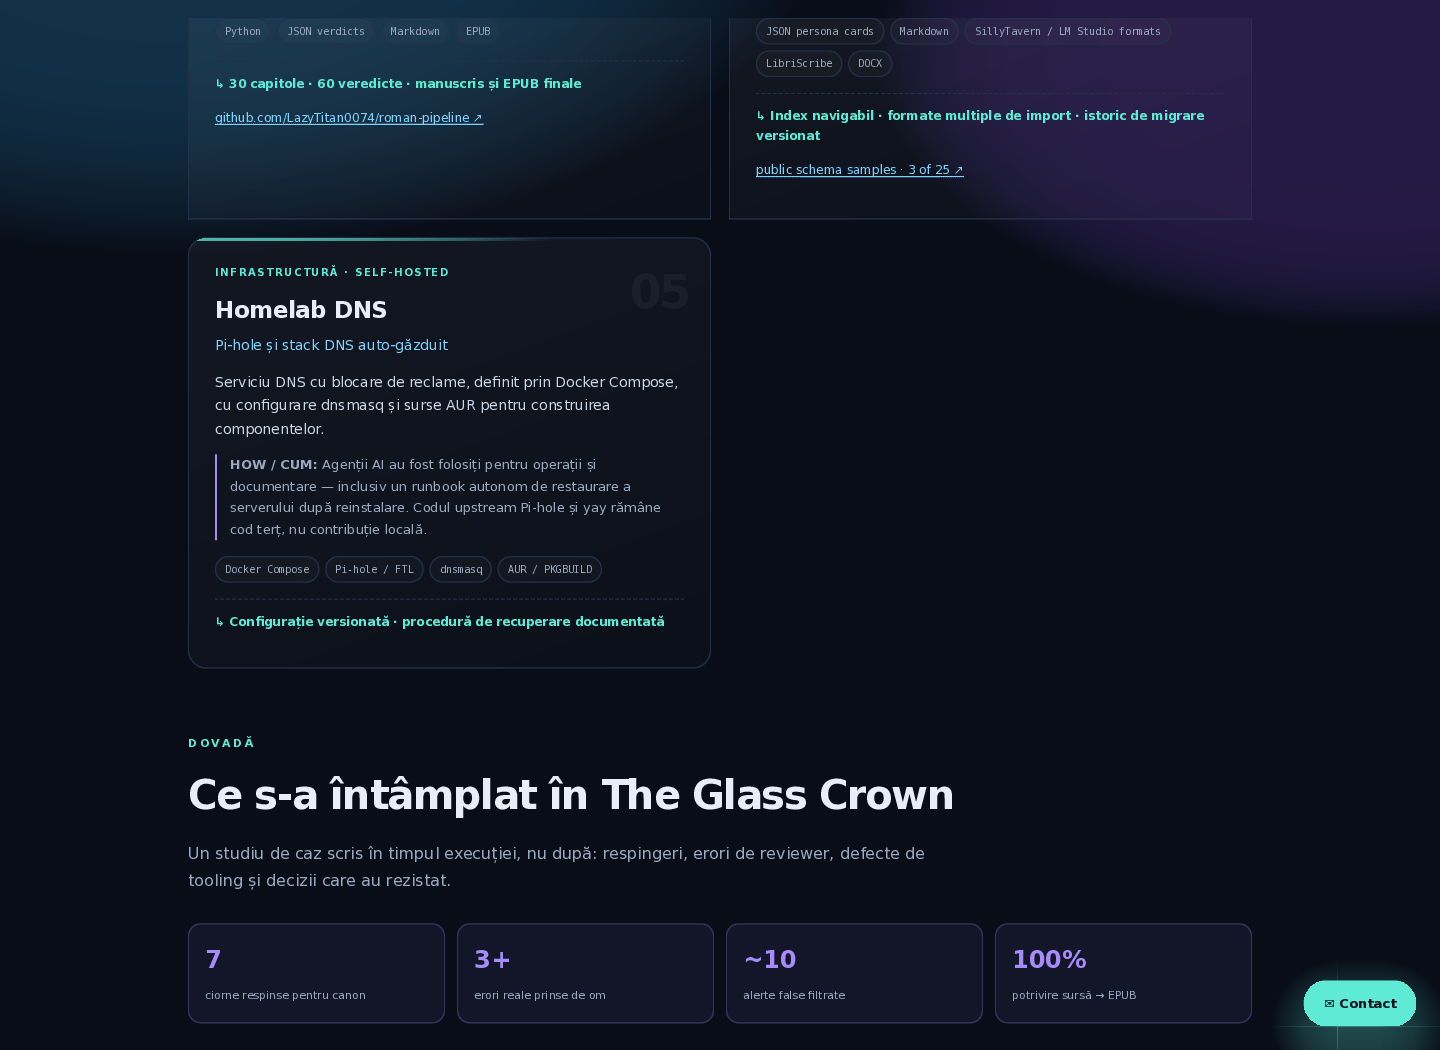 Python
JSON verdicts
Markdown
EPUB
↳ 30 capitole · 60 veredicte · manuscris și EPUB finale
github.com/LazyTitan0074/roman-pipeline ↗
JSON persona cards
Markdown
SillyTavern / LM Studio formats
LibriScribe
DOCX
↳ Index navigabil · formate multiple de import · istoric de migrare
versionat
public schema samples · 3 of 25 ↗
INFRASTRUCTURĂ · SELF-HOSTED
05
Homelab DNS
Pi-hole și stack DNS auto-găzduit
Serviciu DNS cu blocare de reclame, definit prin Docker Compose,
cu configurare dnsmasq și surse AUR pentru construirea
componentelor.
HOW / CUM: Agenții AI au fost folosiți pentru operații și
documentare — inclusiv un runbook autonom de restaurare a
serverului după reinstalare. Codul upstream Pi-hole și yay rămâne
cod terț, nu contribuție locală.
Docker Compose
Pi-hole / FTL
dnsmasq
AUR / PKGBUILD
↳ Configurație versionată · procedură de recuperare documentată
DOVADĂ
Ce s-a întâmplat în The Glass Crown
Un studiu de caz scris în timpul execuției, nu după: respingeri, erori de reviewer, defecte de
tooling și decizii care au rezistat.
7
ciorne respinse pentru canon
3+
erori reale prinse de om
~10
alerte false filtrate
100%
potrivire sursă → EPUB
✉ Contact